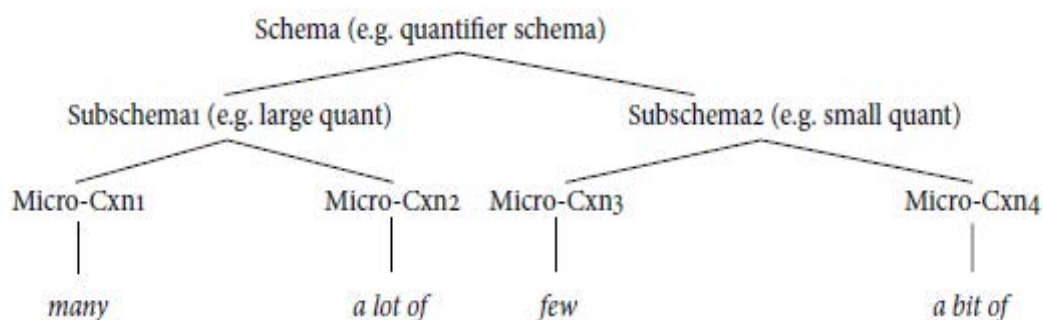 Schema (e.g. quantifier schema)
Subschema1 (e.g. large quant) Subschema2 (e.g. small quant)
Micro-Cxn1 Micro-Cxn2 Micro-Cxn3 Micro-Cxn4
many a lot of few a bit of